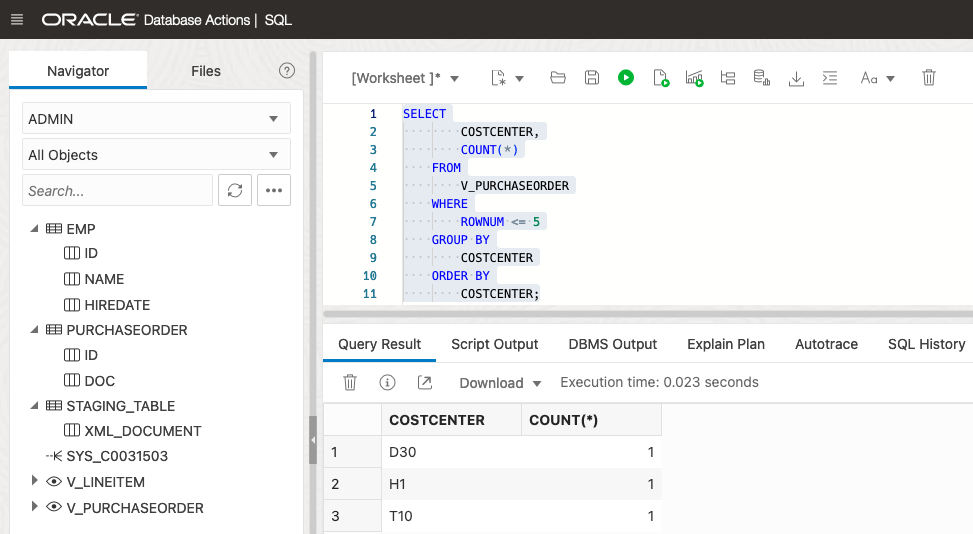 ORACLE Database Actions | SQL
Navigator Files ?
ADMIN
All Objects
Search...
EMP
ID
NAME
HIREDATE
PURCHASEORDER
ID
DOC
STAGING_TABLE
XML_DOCUMENT
SYS_C0031503
V_LINEITEM
V_PURCHASEORDER
[Worksheet ]* Aa
1 SELECT
2 COSTCENTER,
3 COUNT(*)
4 FROM
5 V_PURCHASEORDER
6 WHERE
7 ROWNUM <= 5
8 GROUP BY
9 COSTCENTER
10 ORDER BY
11 COSTCENTER;
Query Result Script Output DBMS Output Explain Plan Autotrace SQL History
Download Execution time: 0.023 seconds
COSTCENTER COUNT(*)
1 D30 1
2 H1 1
3 T10 1